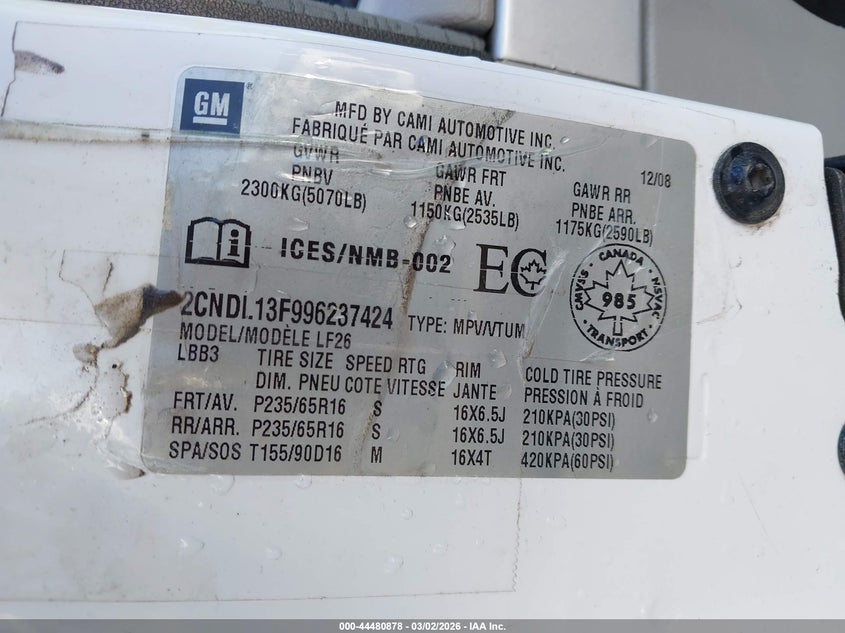 GM
MFD BY CAMI AUTOMOTIVE INC.
FABRIQUÉ PAR CAMI AUTOMOTIVE INC.
12/08
GVWR GAWR FRT GAWR RR
PNBV PNBE AV. PNBE ARR.
2300KG(5070LB) 1150KG(2535LB) 1175KG(2590LB)
ICES/NMB-002 EC
CANADA
NSVAC
985
CMVSS
TRANSPORT
2CNDL13F996237424 TYPE: MPV/VTUM
MODEL/MODÈLE LF26
LBB3 TIRE SIZE SPEED RTG RIM COLD TIRE PRESSURE
DIM. PNEU COTE VITESSE JANTE PRESSION À FROID
FRT/AV. P235/65R16 S 16X6.5J 210KPA(30PSI)
RR/ARR. P235/65R16 S 16X6.5J 210KPA(30PSI)
SPA/SOS T155/90D16 M 16X4T 420KPA(60PSI)
000-44480878 - 03/02/2026 - IAA Inc.